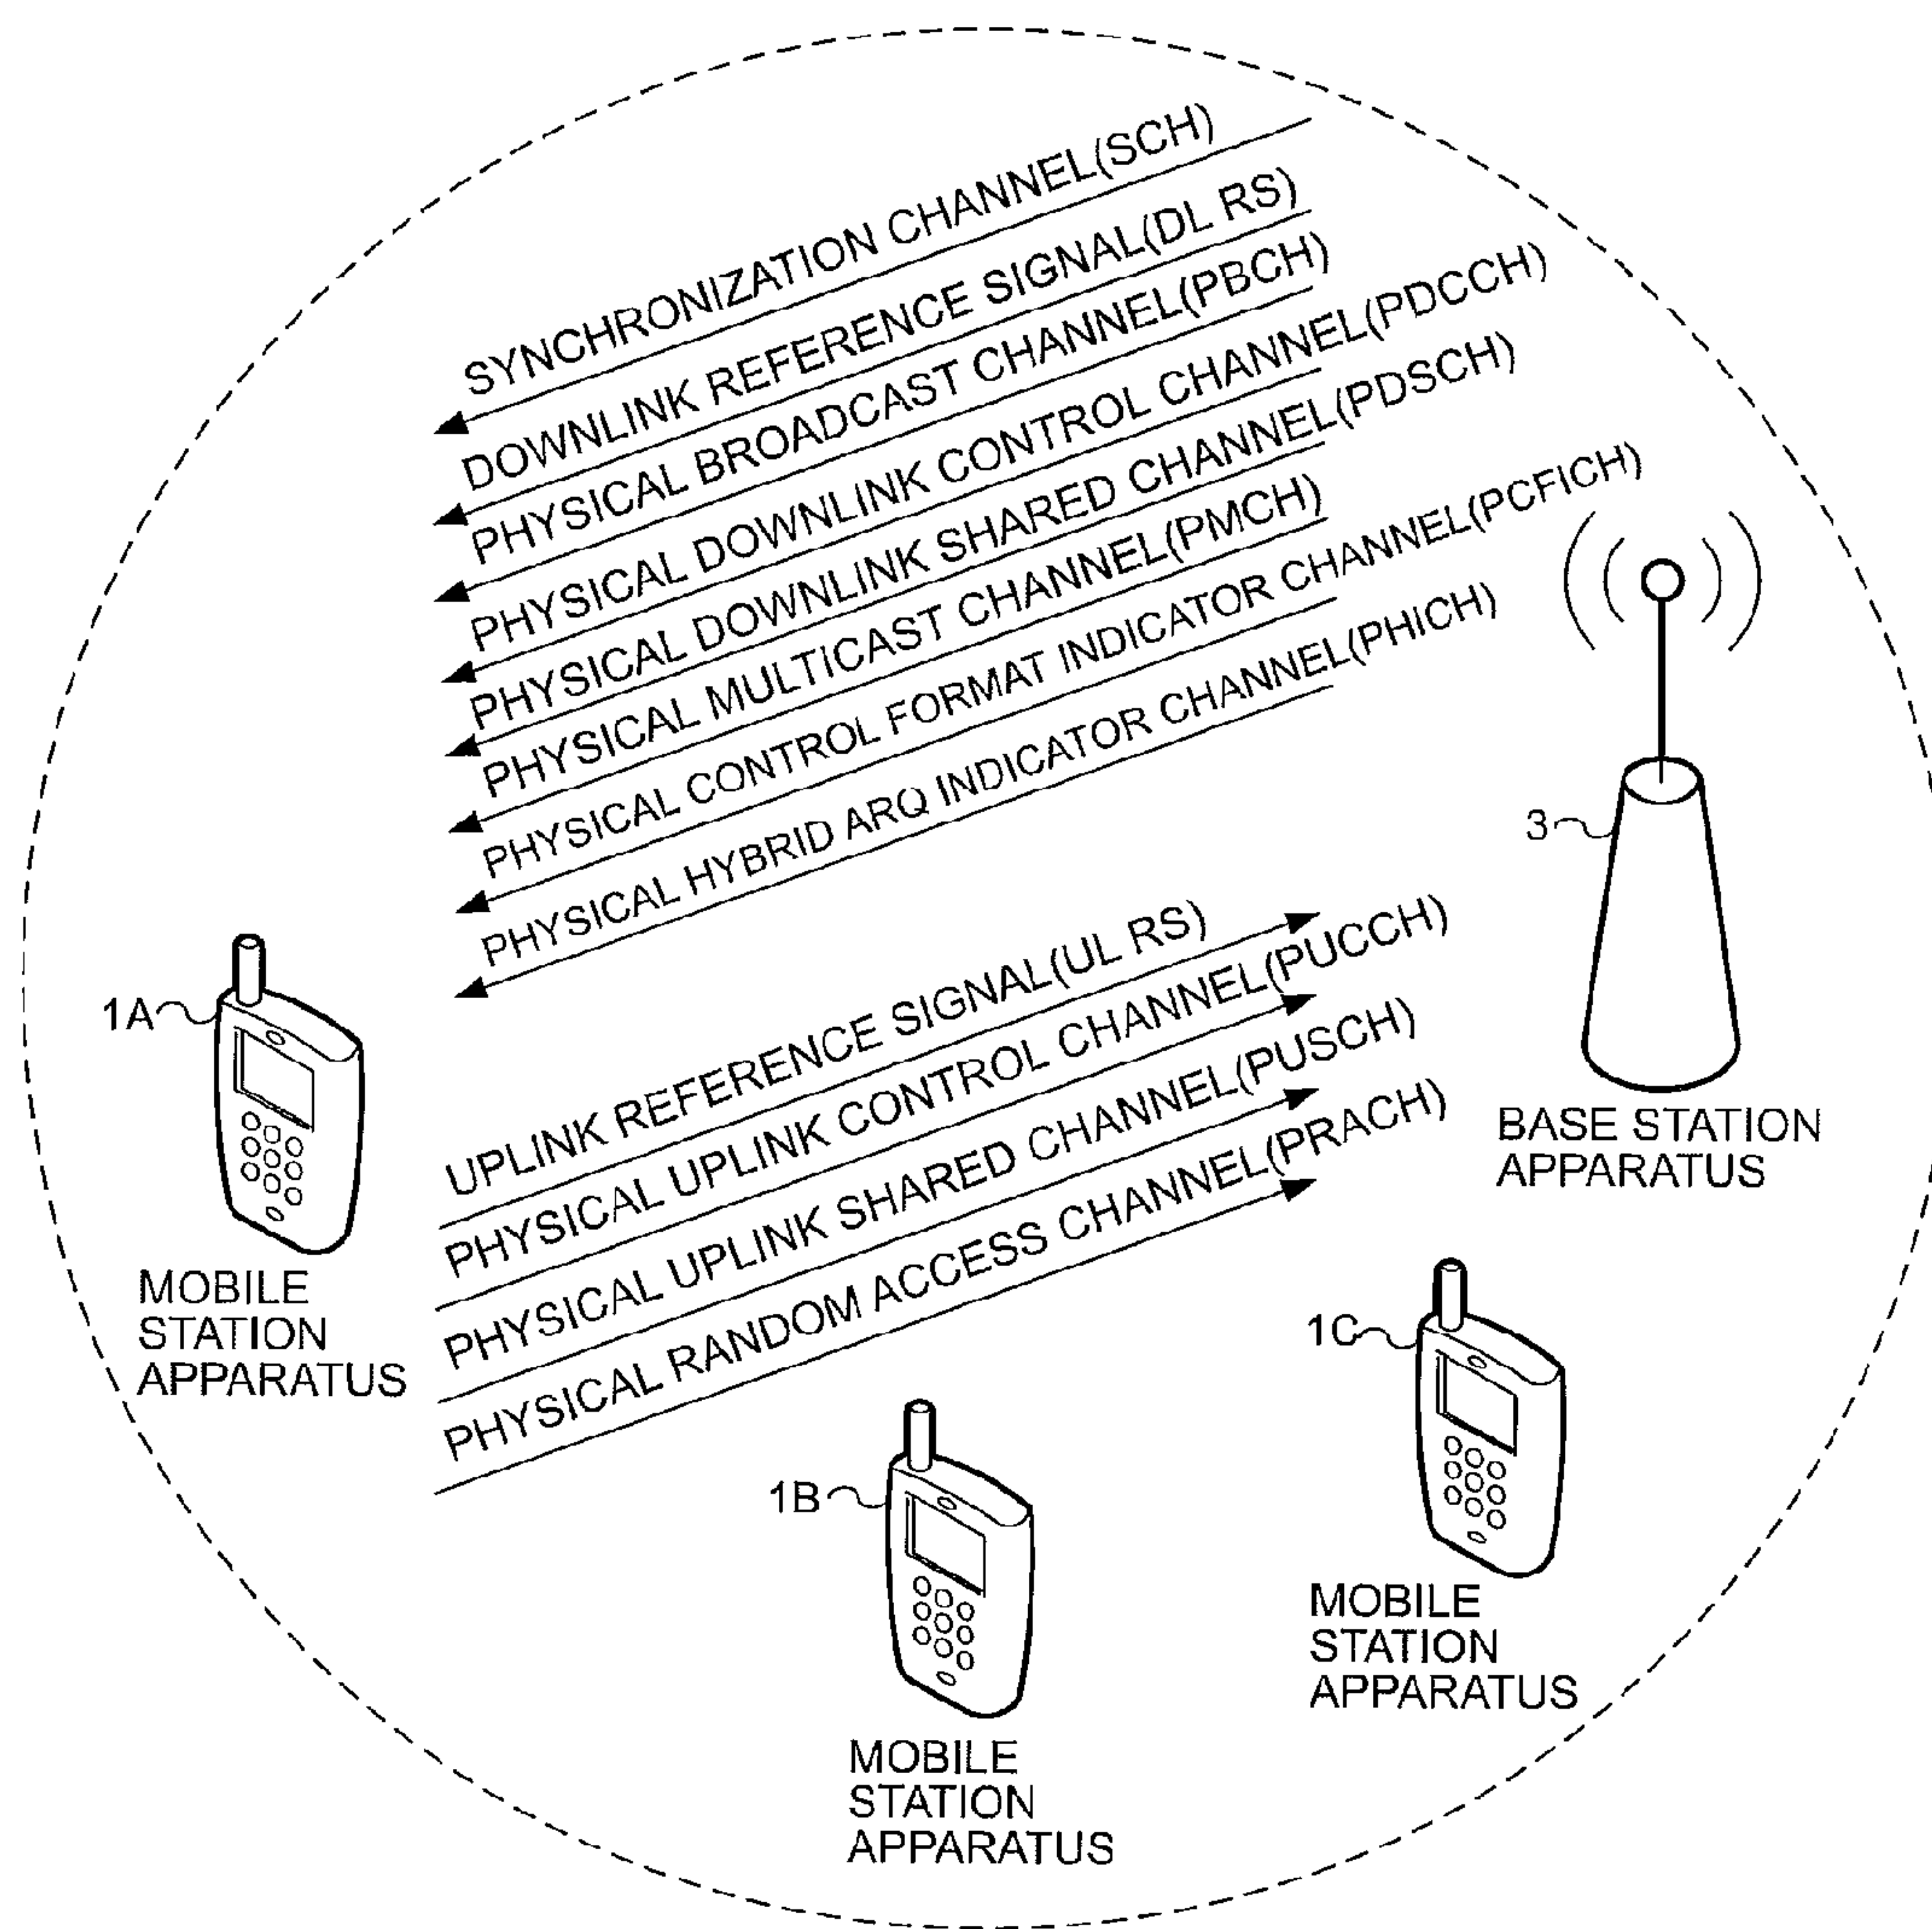 SYNCHRONIZATION CHANNEL(SCH)
DOWNLINK REFERENCE SIGNAL(DL RS)
PHYSICAL BROADCAST CHANNEL(PBCH)
PHYSICAL DOWNLINK CONTROL CHANNEL(PDCCH)
PHYSICAL DOWNLINK SHARED CHANNEL(PDSCH)
PHYSICAL MULTICAST CHANNEL(PMCH)
PHYSICAL CONTROL FORMAT INDICATOR CHANNEL(PCFICH)
PHYSICAL HYBRID ARQ INDICATOR CHANNEL(PHICH)
3
BASE STATION
APPARATUS
UPLINK REFERENCE SIGNAL(UL RS)
PHYSICAL UPLINK CONTROL CHANNEL(PUCCH)
PHYSICAL UPLINK SHARED CHANNEL(PUSCH)
PHYSICAL RANDOM ACCESS CHANNEL(PRACH)
1A
MOBILE
STATION
APPARATUS
1B
MOBILE
STATION
APPARATUS
1C
MOBILE
STATION
APPARATUS